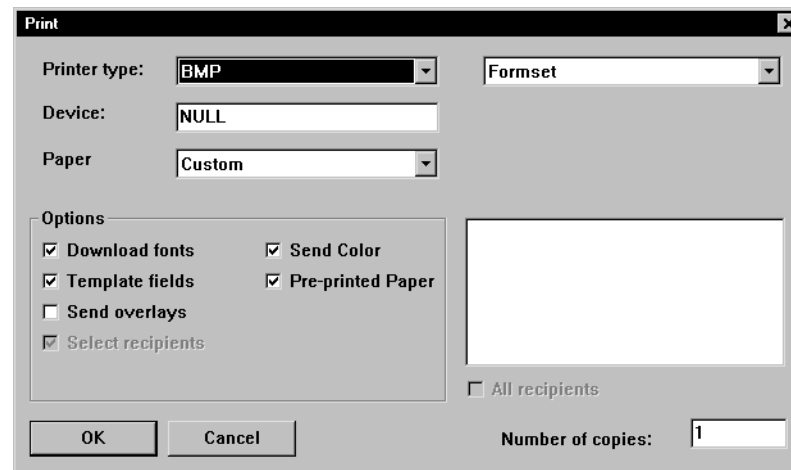 Print
Printer type: BMP Formset
Device: NULL
Paper Custom
Options
Download fonts Send Color
Template fields Pre-printed Paper
Send overlays
Select recipients
All recipients
OK Cancel Number of copies: 1